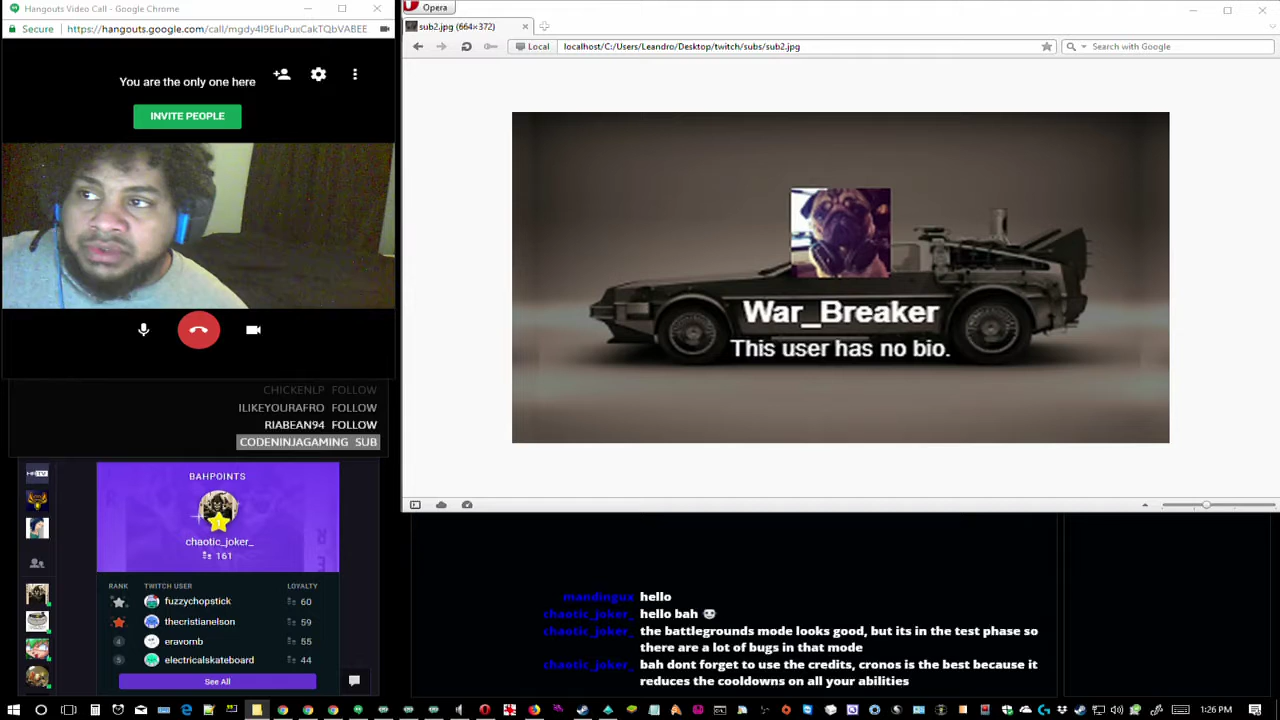 Hangouts Video Call - Google Chrome
Secure https://hangouts.google.com/call/mgdy4I9EIuPuxCakTQbVABEE
You are the only one here
INVITE PEOPLE
CHICKENLP FOLLOW
ILIKEYOURAFRO FOLLOW
RIABEAN94 FOLLOW
CODENINJAGAMING SUB
BAHPOINTS
1
chaotic_joker_
161
RANK TWITCH USER LOYALTY
fuzzychopstick 60
thecristianelson 59
4 eravornb 55
5 electricalskateboard 44
See All
Opera
sub2.jpg (664×372)
Local localhost/C:/Users/Leandro/Desktop/twitch/subs/sub2.jpg
Search with Google
War_Breaker
This user has no bio.
mandingux hello
chaotic_joker_ hello bah
chaotic_joker_ the battlegrounds mode looks good, but its in the test phase so
there are a lot of bugs in that mode
chaotic_joker_ bah dont forget to use the credits, cronos is the best because it
reduces the cooldowns on all your abilities
1:26 PM